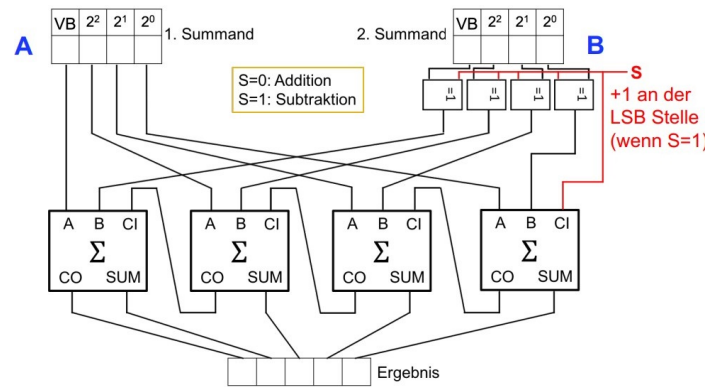 VB 2² 2¹ 2⁰
A
1. Summand
2. Summand
VB 2² 2¹ 2⁰
B
S=0: Addition
S=1: Subtraktion
=1 =1 =1 =1
S
+1 an der
LSB Stelle
(wenn S=1)
A B CI
Σ
CO SUM
A B CI
Σ
CO SUM
A B CI
Σ
CO SUM
A B CI
Σ
CO SUM
Ergebnis